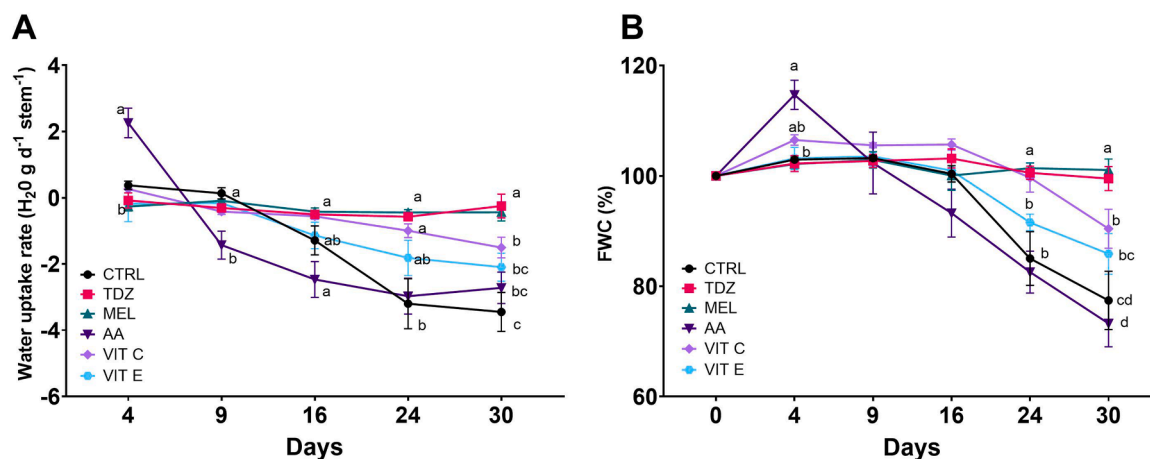 A
Water uptake rate (H₂0 g d⁻¹ stem⁻¹)
4
2
0
-2
-4
-6
a
b
a
b
a
ab
a
a
a
ab
b
a
b
bc
bc
c
CTRL
TDZ
MEL
AA
VIT C
VIT E
4 9 16 24 30
Days
B
FWC (%)
120
100
80
60
a
ab
b
a
b
b
a
b
bc
cd
d
CTRL
TDZ
MEL
AA
VIT C
VIT E
0 4 9 16 24 30
Days